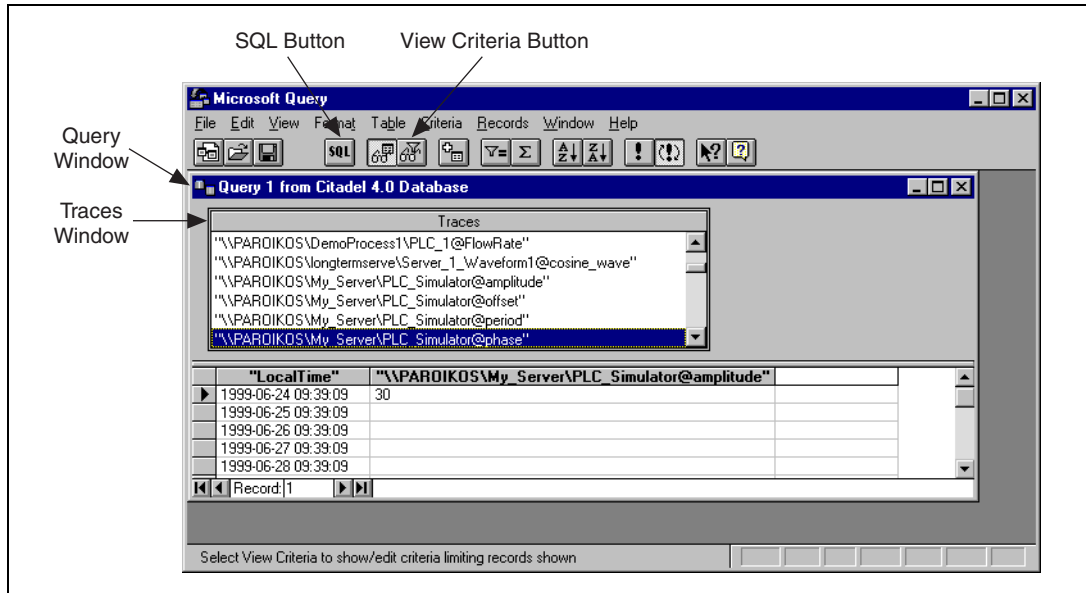 SQL Button View Criteria Button
Microsoft Query
File Edit View Format Table Criteria Records Window Help
Query
Window
SQL
Query 1 from Citadel 4.0 Database
Traces
Window
Traces
"\\PAROIKOS\DemoProcess1\PLC_1@FlowRate"
"\\PAROIKOS\longtermserve\Server_1_Waveform1@cosine_wave"
"\\PAROIKOS\My_Server\PLC_Simulator@amplitude"
"\\PAROIKOS\My_Server\PLC_Simulator@offset"
"\\PAROIKOS\My_Server\PLC_Simulator@period"
"\\PAROIKOS\My_Server\PLC_Simulator@phase"
"LocalTime" "\\PAROIKOS\My_Server\PLC_Simulator@amplitude"
1999-06-24 09:39:09 30
1999-06-25 09:39:09
1999-06-26 09:39:09
1999-06-27 09:39:09
1999-06-28 09:39:09
Record: 1
Select View Criteria to show/edit criteria limiting records shown